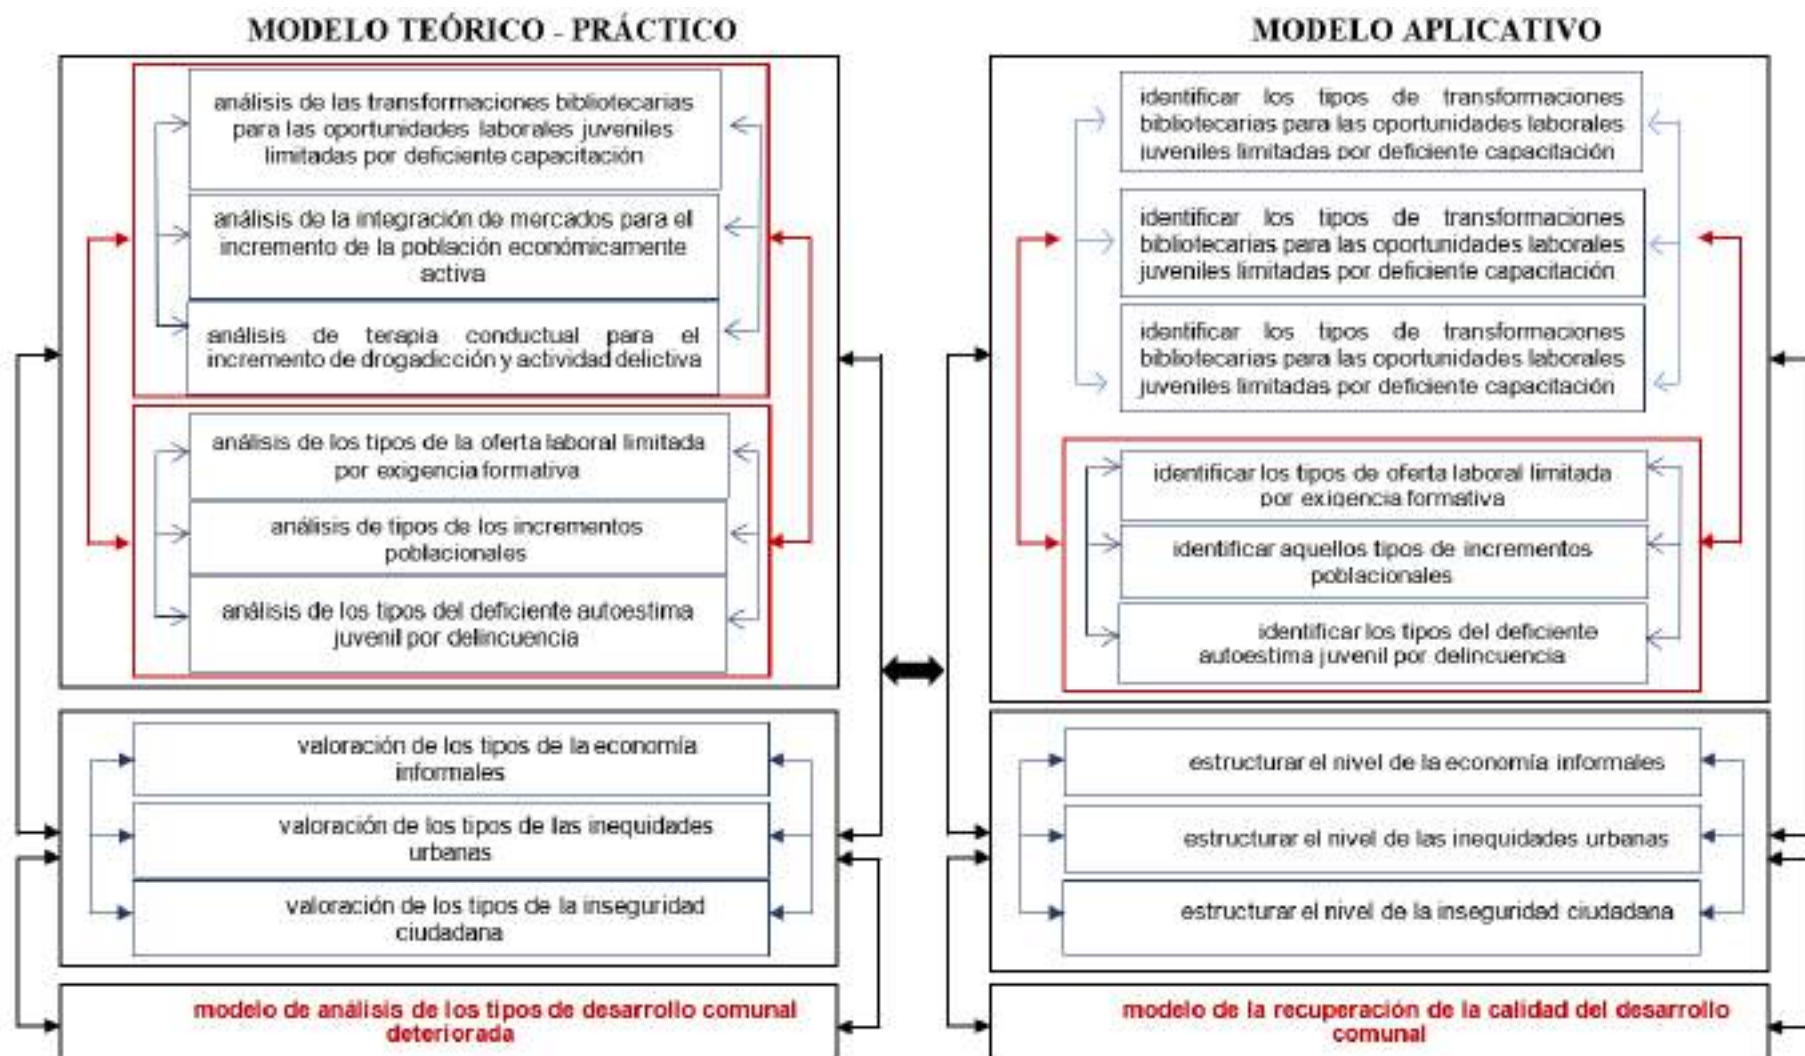 MODELO TEÓRICO - PRÁCTICO
análisis de las transformaciones bibliotecarias
para las oportunidades laborales juveniles
limitadas por deficiente capacitación
análisis de la integración de mercados para el
incremento de la población económicamente
activa
análisis de terapia conductual para el
incremento de drogadicción y actividad delictiva
análisis de los tipos de la oferta laboral limitada
por exigencia formativa
análisis de tipos de los incrementos
poblacionales
análisis de los tipos del deficiente autoestima
juvenil por delincuencia
valoración de los tipos de la economía
informales
valoración de los tipos de las inequidades
urbanas
valoración de los tipos de la inseguridad
ciudadana
modelo de análisis de los tipos de desarrollo comunal
deteriorada
MODELO APLICATIVO
identificar los tipos de transformaciones
bibliotecarias para las oportunidades laborales
juveniles limitadas por deficiente capacitación
identificar los tipos de transformaciones
bibliotecarias para las oportunidades laborales
juveniles limitadas por deficiente capacitación
identificar los tipos de transformaciones
bibliotecarias para las oportunidades laborales
juveniles limitadas por deficiente capacitación
identificar los tipos de oferta laboral limitada
por exigencia formativa
identificar aquellos tipos de incrementos
poblacionales
identificar los tipos del deficiente
autoestima juvenil por delincuencia
estructurar el nivel de la economía informales
estructurar el nivel de las inequidades urbanas
estructurar el nivel de la inseguridad ciudadana
modelo de la recuperación de la calidad del desarrollo
comunal